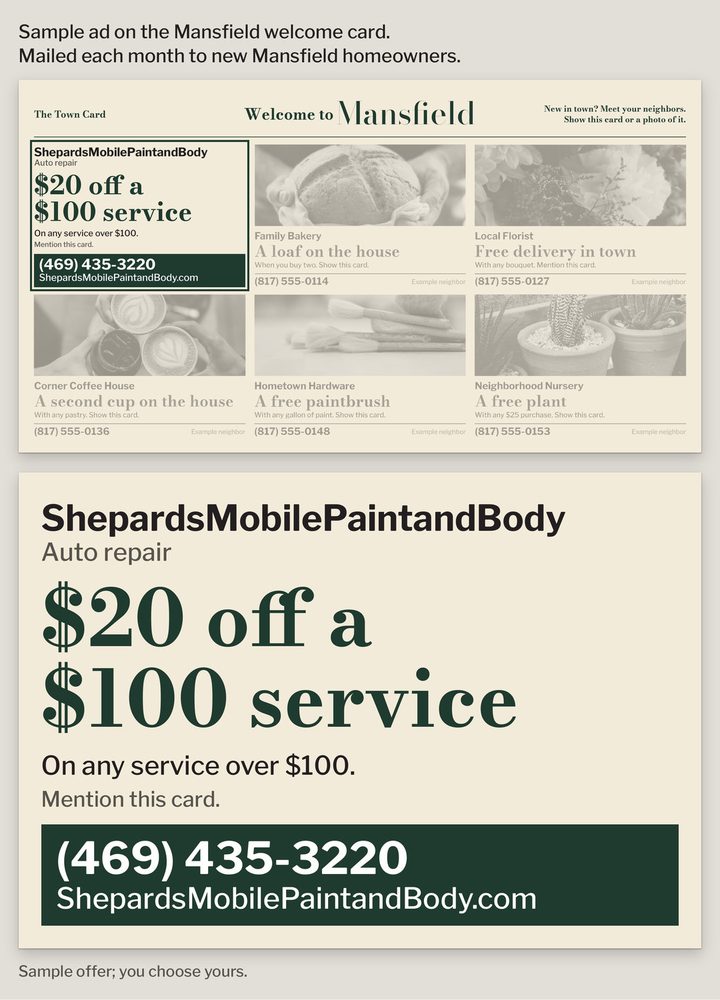 Sample ad on the Mansfield welcome card.
Mailed each month to new Mansfield homeowners.
The Town Card
Welcome to Mansfield
New in town? Meet your neighbors.
Show this card or a photo of it.
ShepardsMobilePaintandBody
Auto repair
$20 off a
$100 service
On any service over $100.
Mention this card.
(469) 435-3220
ShepardsMobilePaintandBody.com
Family Bakery
A loaf on the house
When you buy two. Show this card.
(817) 555-0114
Example neighbor
Local Florist
Free delivery in town
With any bouquet. Mention this card.
(817) 555-0127
Example neighbor
Corner Coffee House
A second cup on the house
With any pastry. Show this card.
(817) 555-0136
Example neighbor
Hometown Hardware
A free paintbrush
With any gallon of paint. Show this card.
(817) 555-0148
Example neighbor
Neighborhood Nursery
A free plant
With any $25 purchase. Show this card.
(817) 555-0153
Example neighbor
ShepardsMobilePaintandBody
Auto repair
$20 off a
$100 service
On any service over $100.
Mention this card.
(469) 435-3220
ShepardsMobilePaintandBody.com
Sample offer; you choose yours.